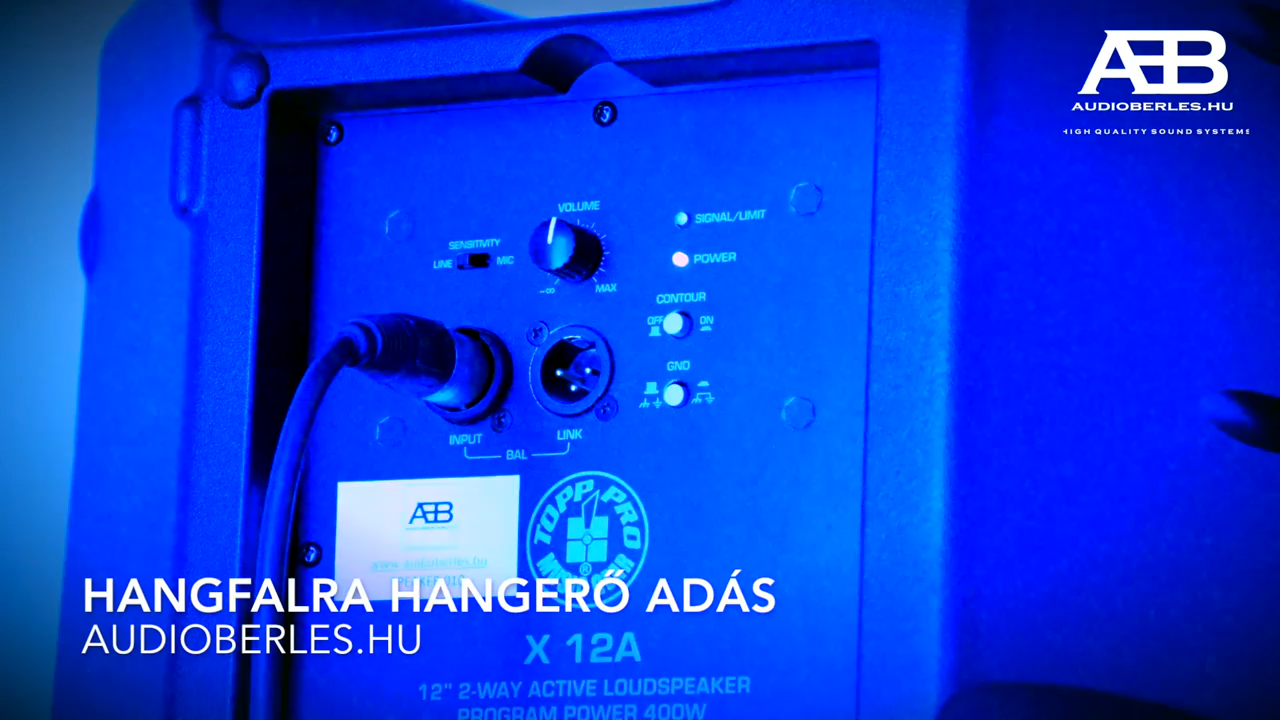 AEB
AUDIOBERLES.HU
HIGH QUALITY SOUND SYSTEMS
VOLUME
SIGNAL/LIMIT
SENSITIVITY
LINE MIC
POWER
-∞ MAX
CONTOUR
OFF ON
GND
INPUT LINK
BAL
AEB
TOPP PRO
HANGFALRA HANGERŐ ADÁS
AUDIOBERLES.HU
X 12A
12" 2-WAY ACTIVE LOUDSPEAKER
PROGRAM POWER 400W